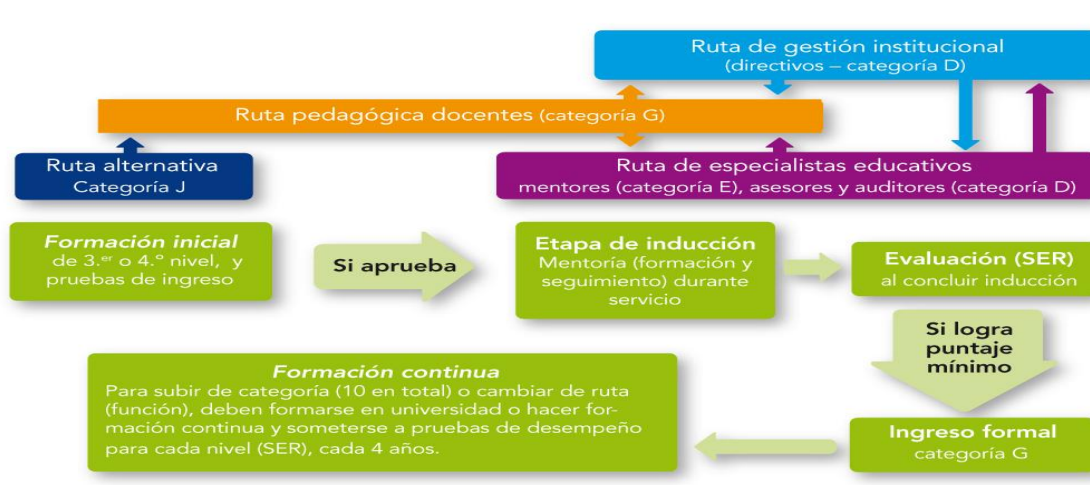 Ruta de gestión institucional
(directivos – categoría D)
Ruta pedagógica docentes (categoría G)
Ruta alternativa
Categoría J
Ruta de especialistas educativos
mentores (categoría E), asesores y auditores (categoría D)
Formación inicial
de 3.er o 4.º nivel, y
pruebas de ingreso
Si aprueba
Etapa de inducción
Mentoría (formación y
seguimiento) durante
servicio
Evaluación (SER)
al concluir inducción
Si logra
puntaje
mínimo
Formación continua
Para subir de categoría (10 en total) o cambiar de ruta
(función), deben formarse en universidad o hacer for-
mación continua y someterse a pruebas de desempeño
para cada nivel (SER), cada 4 años.
Ingreso formal
categoría G